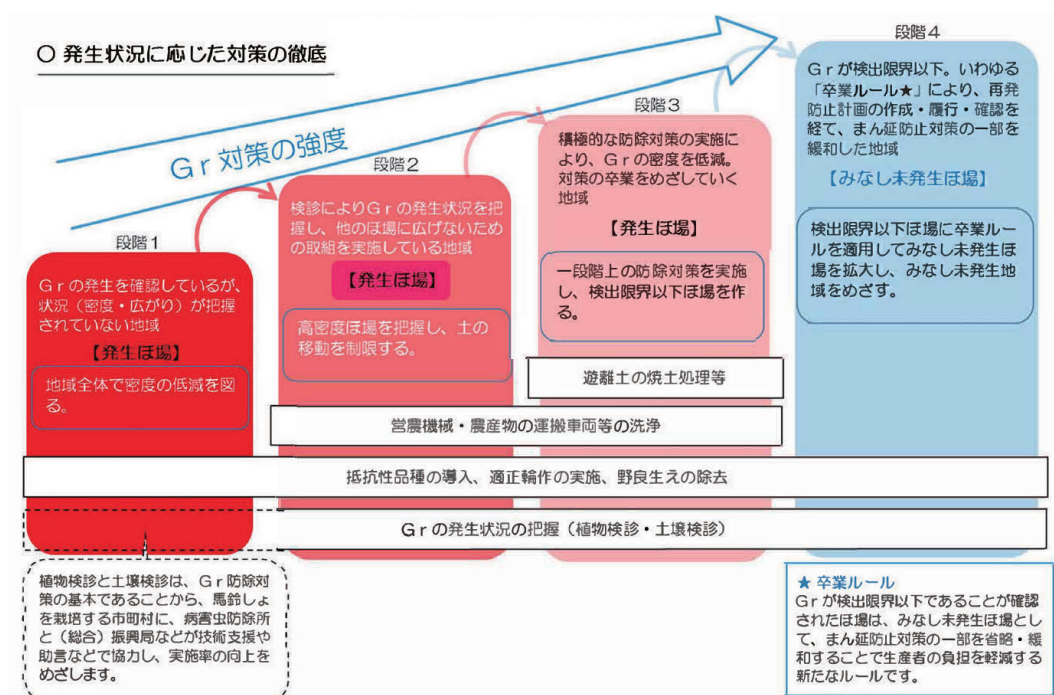 〇 発生状況に応じた対策の徹底
Gr対策の強度
段階1
Grの発生を確認しているが、
状況（密度・広がり）が把握
されていない地域
【発生ほ場】
地域全体で密度の低減を図
る。
段階2
検診によりGrの発生状況を把
握し、他のほ場に広げないため
の取組を実施している地域
【発生ほ場】
高密度ほ場を把握し、土の
移動を制限する。
段階3
積極的な防除対策の実施に
より、Grの密度を低減。
対策の卒業をめざしていく
地域
【発生ほ場】
一段階上の防除対策を実施
し、検出限界以下ほ場を作
る。
段階4
Grが検出限界以下。いわゆる
「卒業ルール★」により、再発
防止計画の作成・履行・確認を
経て、まん延防止対策の一部を
緩和した地域
【みなし未発生ほ場】
検出限界以下ほ場に卒業ルー
ルを適用してみなし未発生ほ
場を拡大し、みなし未発生地
域をめざす。
遊離土の焼土処理等
営農機械・農産物の運搬車両等の洗浄
抵抗性品種の導入、適正輪作の実施、野良生えの除去
Grの発生状況の把握（植物検診・土壌検診）
植物検診と土壌検診は、Gr防除対
策の基本であることから、馬鈴しょ
を栽培する市町村に、病害虫防除所
と（総合）振興局などが技術支援や
助言などで協力し、実施率の向上を
めざします。
★ 卒業ルール
Grが検出限界以下であることが確認
されたほ場は、みなし未発生ほ場とし
て、まん延防止対策の一部を省略・緩
和することで生産者の負担を軽減する
新たなルールです。